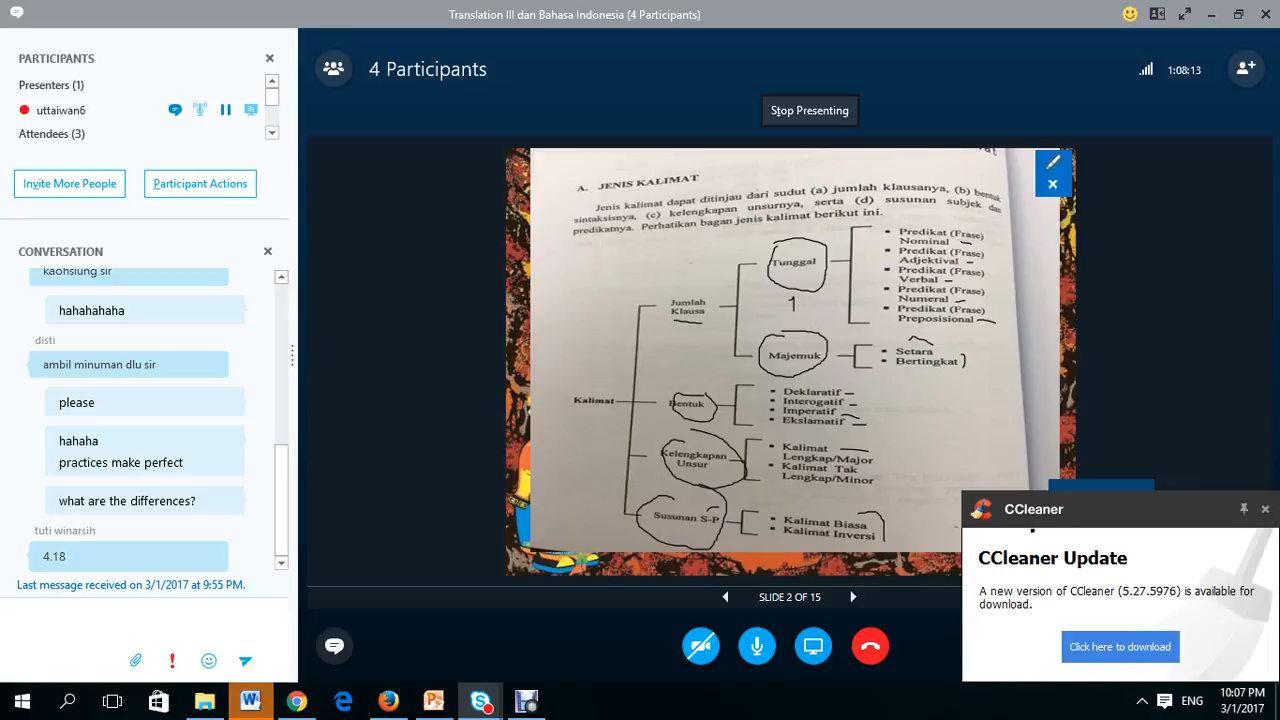 Translation III dan Bahasa Indonesia (4 Participants)
PARTICIPANTS
Presenters (1)
uttaiwan6
Attendees (3)
Invite More People
Participant Actions
CONVERSATION
kaohsiung sir
hahahahaha
disti
ambil minuman dlu sir
please
hahaha
practices make perfect
what are the differences?
tuti winarsih
4.18
Last message received on 3/1/2017 at 9:55 PM.
4 Participants
1:08:13
Stop Presenting
A. JENIS KALIMAT
Jenis kalimat dapat ditinjau dari sudut (a) jumlah klausanya, (b) bentuk
sintaksisnya, (c) kelengkapan unsurnya, serta (d) susunan subjek dan
predikatnya. Perhatikan bagan jenis kalimat berikut ini.
Kalimat
Jumlah
Klausa
Tunggal
1
Predikat (Frase)
Nominal
Predikat (Frase)
Adjektival
Predikat (Frase)
Verbal
Predikat (Frase)
Numeral
Predikat (Frase)
Preposisional
Majemuk
Setara
Bertingkat
Bentuk
Deklaratif
Interogatif
Imperatif
Ekslamatif
Kelengkapan
Unsur
Kalimat
Lengkap/Major
Kalimat Tak
Lengkap/Minor
Susunan S-P
Kalimat Biasa
Kalimat Inversi
SLIDE 2 OF 15
CCleaner
CCleaner Update
A new version of CCleaner (5.27.5976) is available for
download.
Click here to download
ENG
10:07 PM
3/1/2017